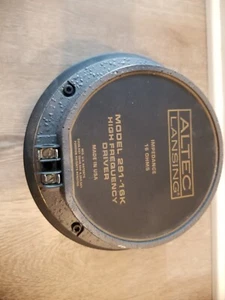 ALTEC
LANSING
IMPEDANCE
16 OHMS
MODEL 291-16K
HIGH FREQUENCY
DRIVER
MADE IN USA